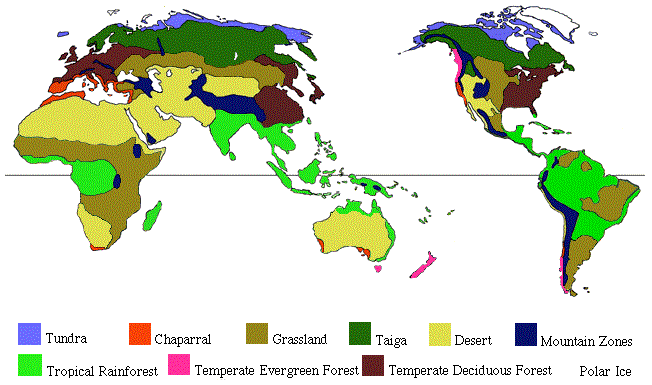 Tundra Chaparral Grassland Taiga Desert Mountain Zones
Tropical Rainforest Temperate Evergreen Forest Temperate Deciduous Forest Polar Ice